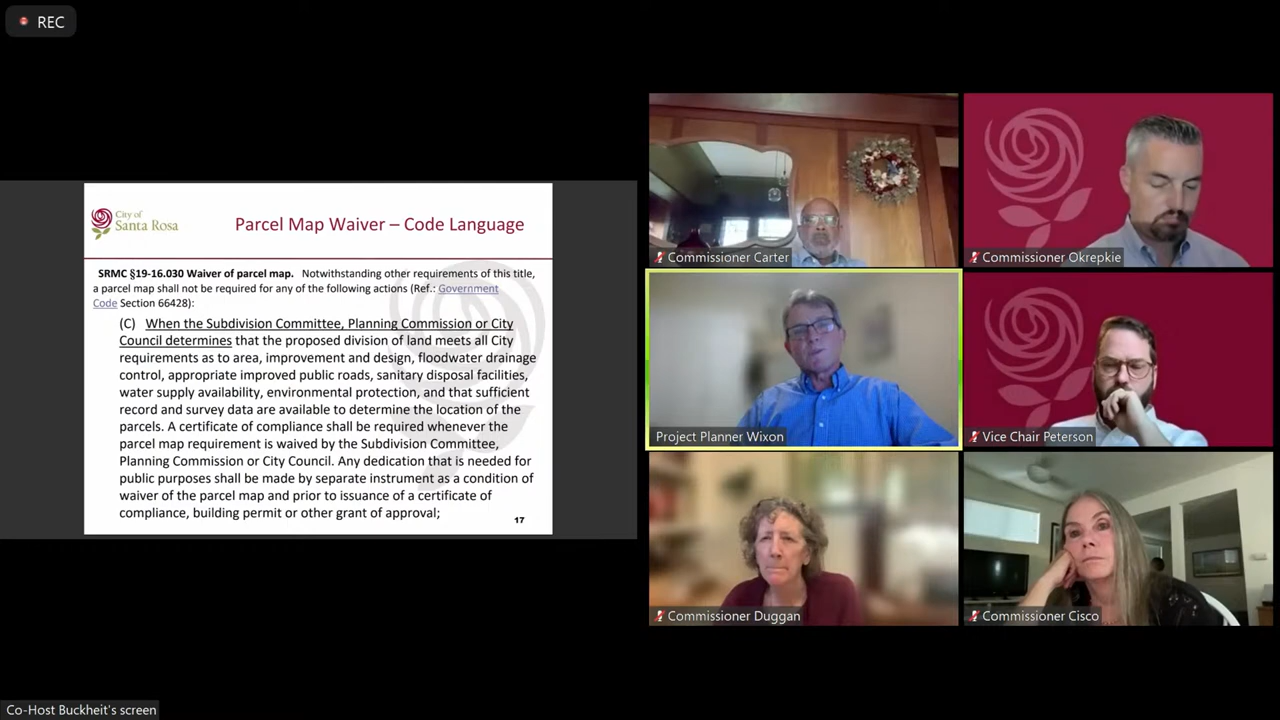 REC
City of
Santa Rosa
Parcel Map Waiver – Code Language
SRMC §19-16.030 Waiver of parcel map. Notwithstanding other requirements of this title,
a parcel map shall not be required for any of the following actions (Ref.: Government
Code Section 66428):
(C) When the Subdivision Committee, Planning Commission or City
Council determines that the proposed division of land meets all City
requirements as to area, improvement and design, floodwater drainage
control, appropriate improved public roads, sanitary disposal facilities,
water supply availability, environmental protection, and that sufficient
record and survey data are available to determine the location of the
parcels. A certificate of compliance shall be required whenever the
parcel map requirement is waived by the Subdivision Committee,
Planning Commission or City Council. Any dedication that is needed for
public purposes shall be made by separate instrument as a condition of
waiver of the parcel map and prior to issuance of a certificate of
compliance, building permit or other grant of approval;
17
Commissioner Carter
Commissioner Okrepkie
Project Planner Wixon
Vice Chair Peterson
Commissioner Duggan
Commissioner Cisco
Co-Host Buckheit's screen